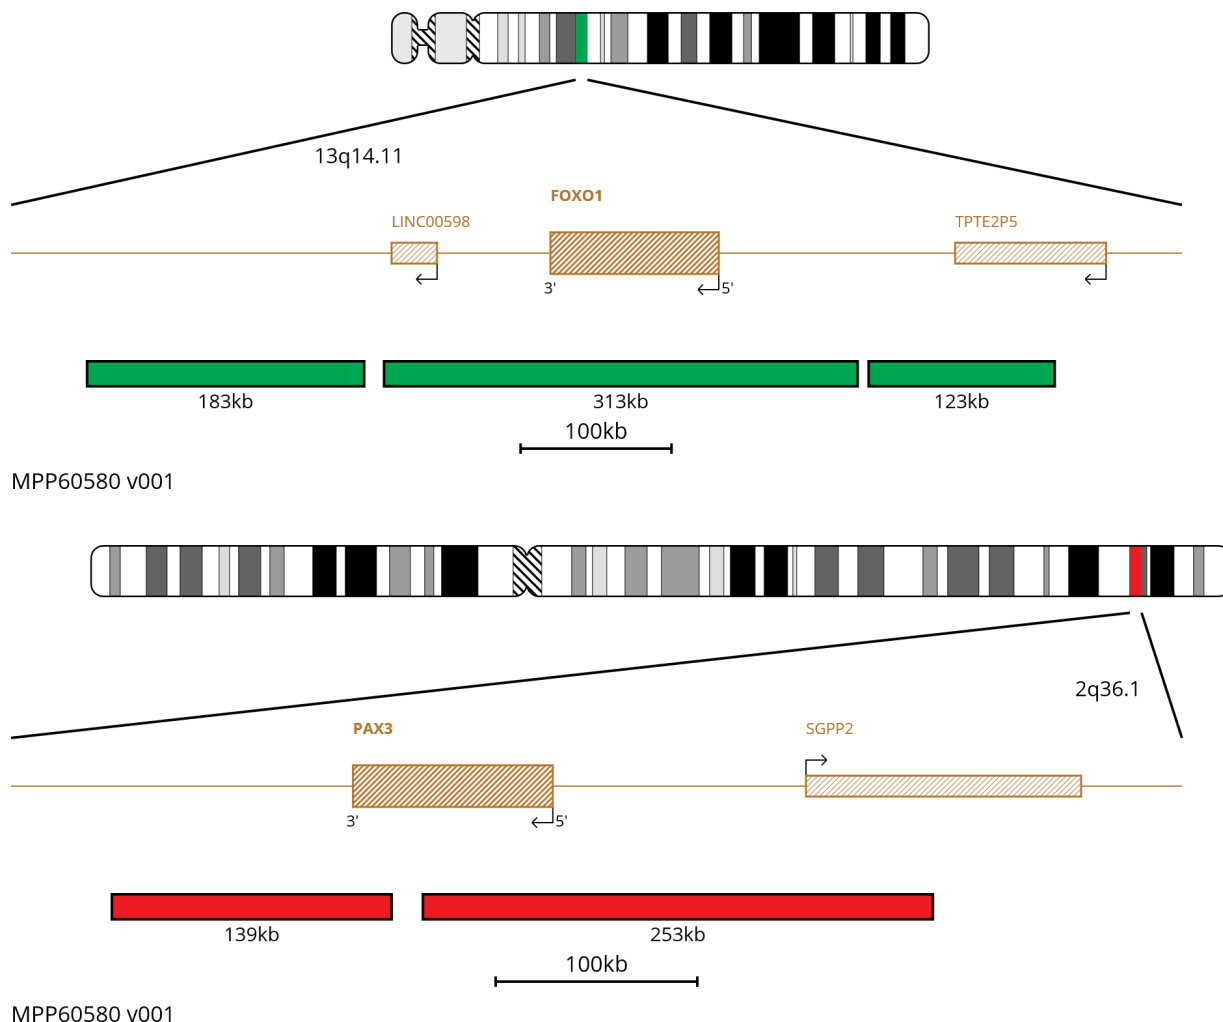 13q14.11
FOXO1
LINC00598
TPTE2P5
3'
5'
183kb
313kb
123kb
100kb
MPP60580 v001
2q36.1
PAX3
SGPP2
3'
5'
139kb
253kb
100kb
MPP60580 v001